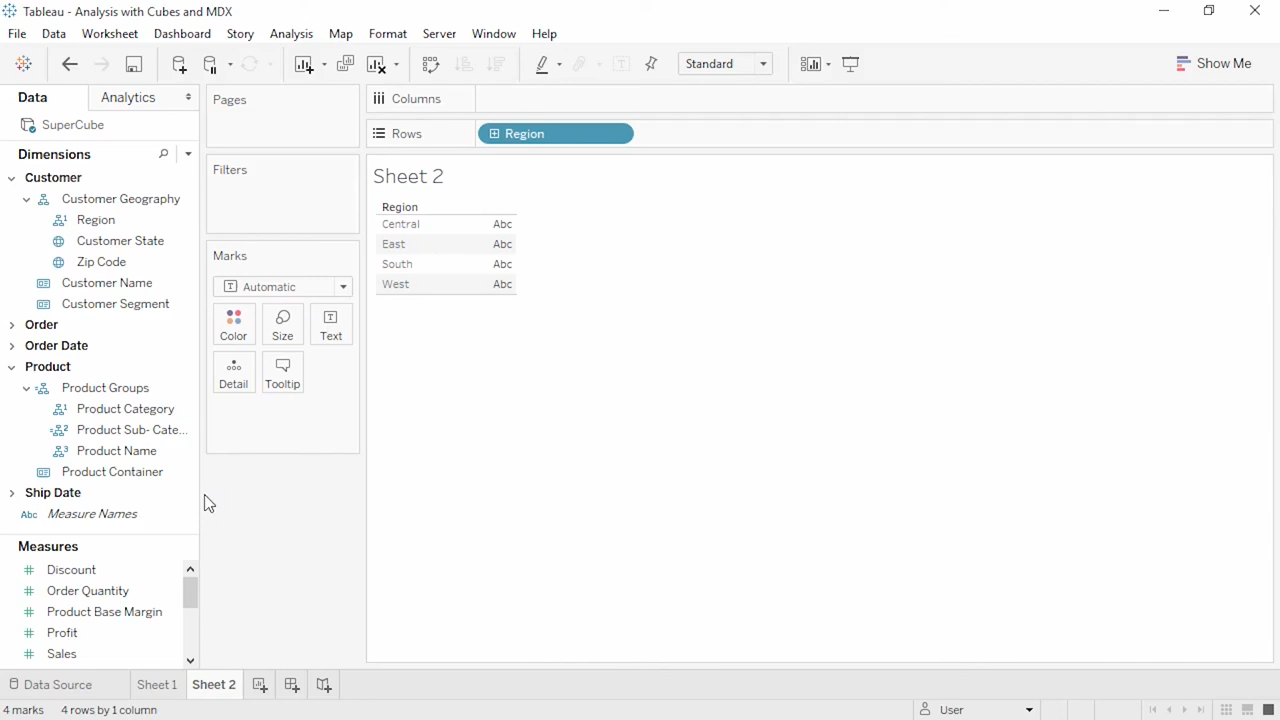 Tableau - Analysis with Cubes and MDX
File Data Worksheet Dashboard Story Analysis Map Format Server Window Help
Standard
Show Me
Data Analytics
SuperCube
Dimensions
Customer
Customer Geography
Region
Customer State
Zip Code
Customer Name
Customer Segment
Order
Order Date
Product
Product Groups
Product Category
Product Sub- Cate...
Product Name
Product Container
Ship Date
Abc Measure Names
Measures
Discount
Order Quantity
Product Base Margin
Profit
Sales
Pages
Filters
Marks
Automatic
Color Size Text
Detail Tooltip
Columns
Rows Region
Sheet 2
Region
Central Abc
East Abc
South Abc
West Abc
Data Source Sheet 1 Sheet 2
4 marks 4 rows by 1 column User